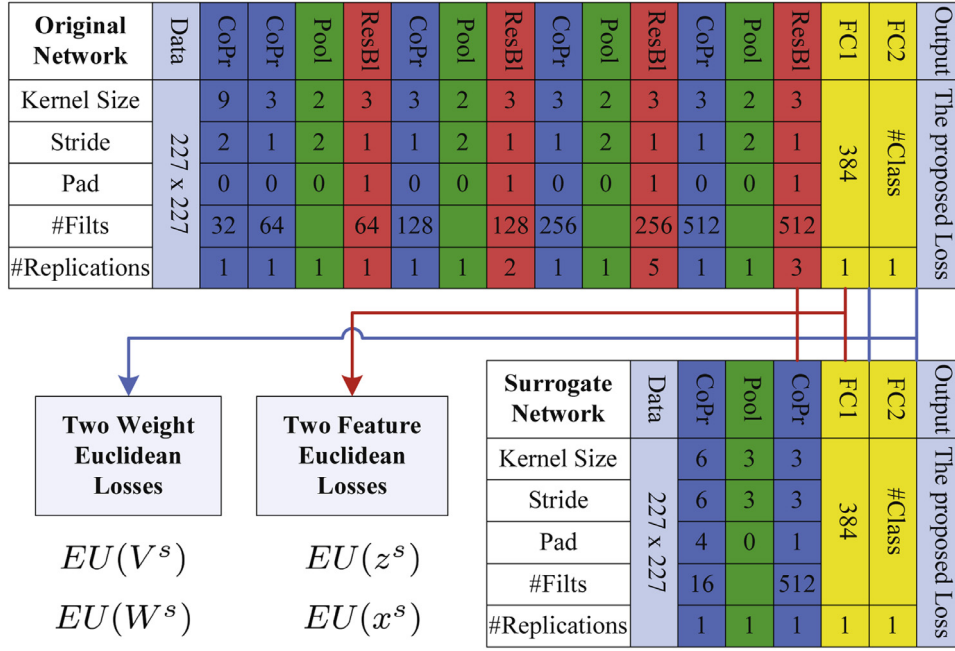 Original Network Data CoPr CoPr Pool ResBl CoPr Pool ResBl CoPr Pool ResBl CoPr Pool ResBl FC1 FC2 Output
Kernel Size 227 x 227 9 3 2 3 3 2 3 3 2 3 3 2 3 384 #Class The proposed Loss
Stride 2 1 2 1 1 2 1 1 2 1 1 2 1
Pad 0 0 0 1 0 0 1 0 0 1 0 0 1
#Filts 32 64 64 128 128 256 256 512 512
#Replications 1 1 1 1 1 1 2 1 1 5 1 1 3 1 1
Two Weight
Euclidean
Losses
Two Feature
Euclidean
Losses
EU(V^s)
EU(z^s)
EU(W^s)
EU(x^s)
Surrogate Network Data CoPr Pool CoPr FC1 FC2 Output
Kernel Size 227 x 227 6 3 3 384 #Class The proposed Loss
Stride 6 3 3
Pad 4 0 1
#Filts 16 512
#Replications 1 1 1 1 1